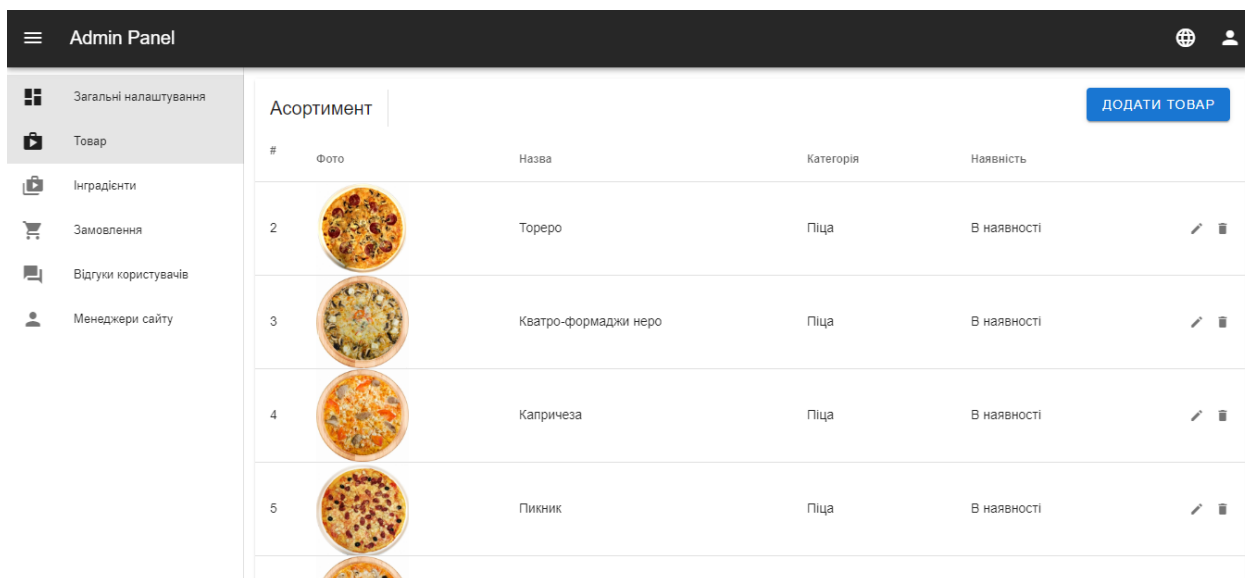 Admin Panel
Загальні налаштування
Товар
Інградієнти
Замовлення
Відгуки користувачів
Менеджери сайту
Асортимент
ДОДАТИ ТОВАР
# Фото Назва Категорія Наявність
2 Тореро Піца В наявності
3 Кватро-формаджи неро Піца В наявності
4 Капричеза Піца В наявності
5 Пикник Піца В наявності